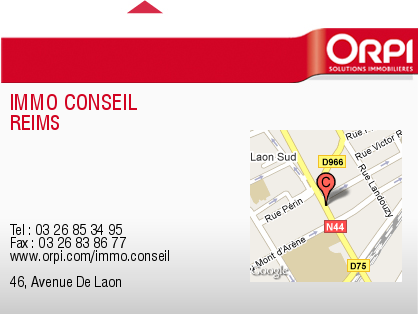 ORPI
SOLUTIONS IMMOBILIÈRES
IMMO CONSEIL
REIMS
Laon Sud
D966
Rue Victor R
Rue Landouzy
C
Rue Périn
N44
Mont d'Arène
D75
Google
Tel : 03 26 85 34 95
Fax : 03 26 83 86 77
www.orpi.com/immo.conseil
46, Avenue De Laon